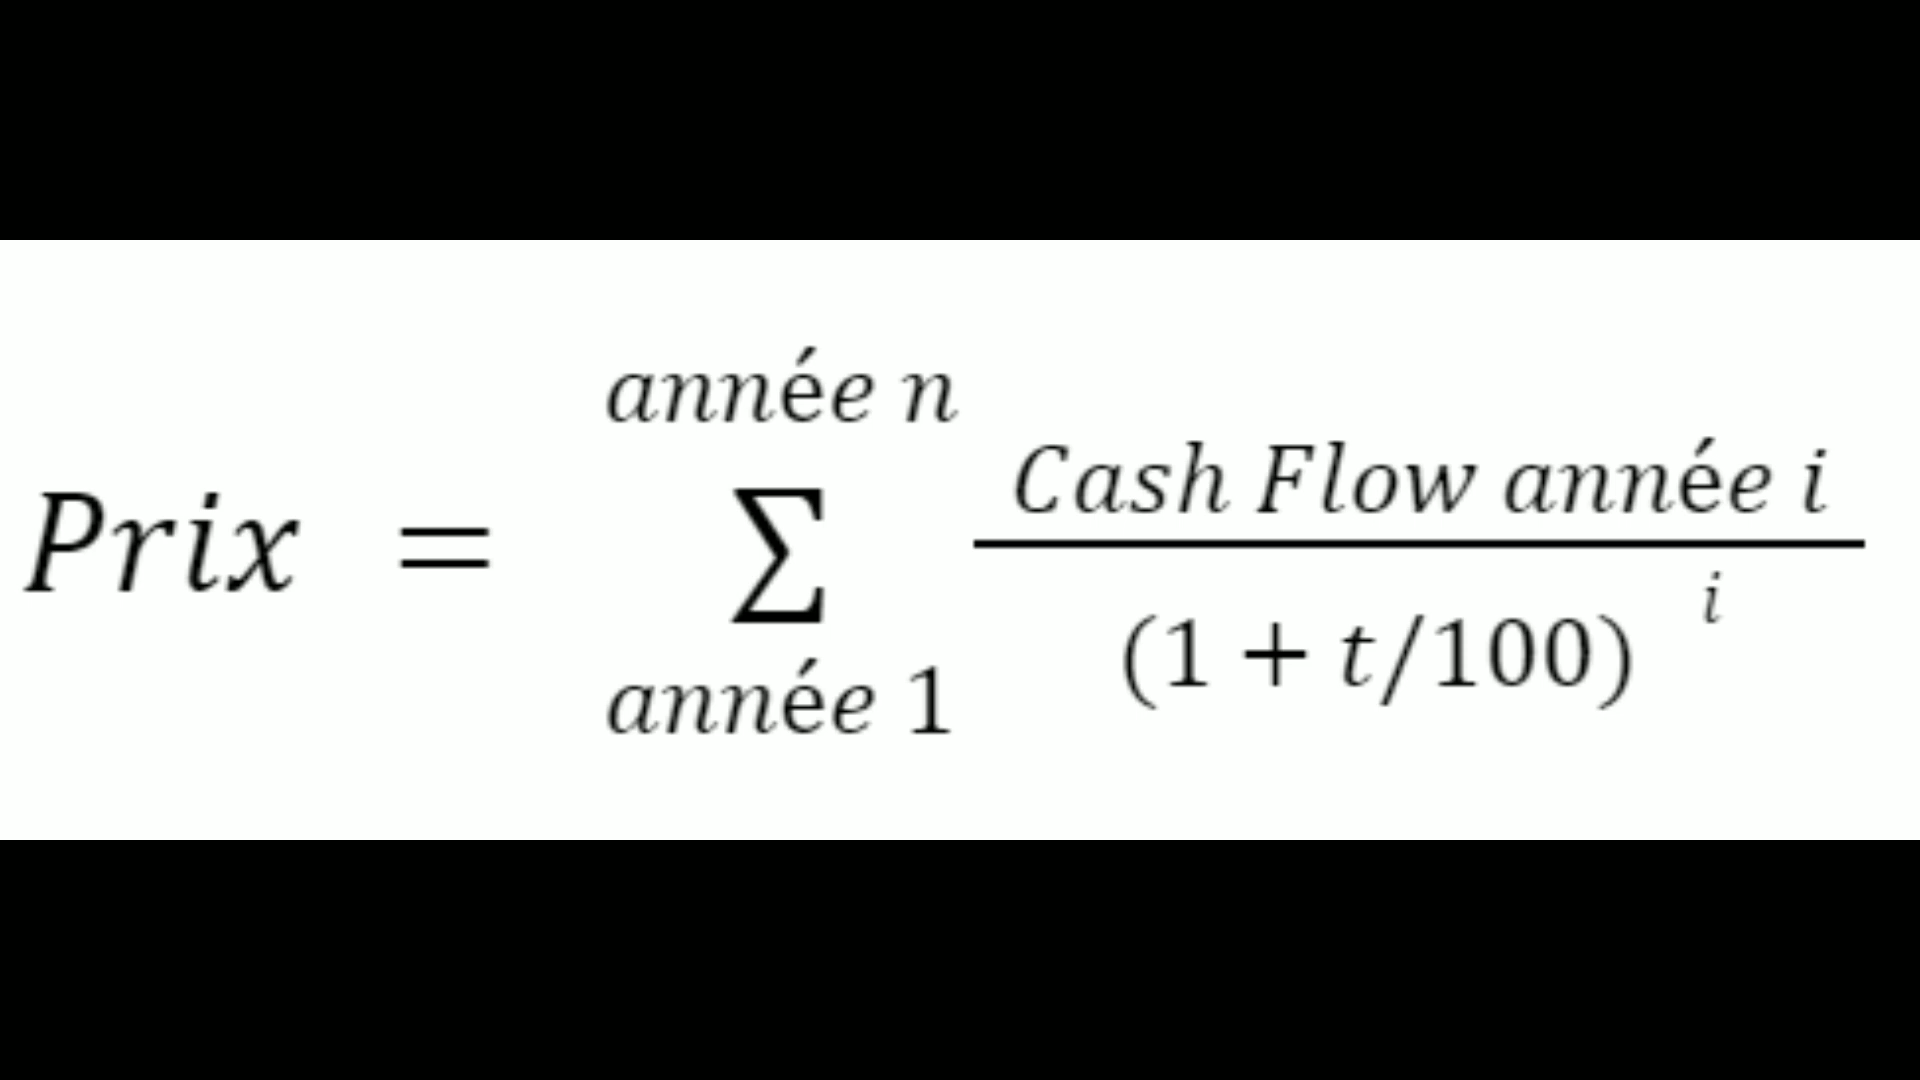 Prix = année n ∑ année 1 Cash Flow année i
(1 + t/100) i